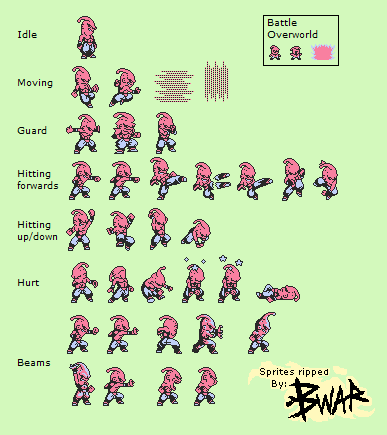 Idle
Battle
Overworld
Moving
Guard
Hitting
forwards
Hitting
up/down
Hurt
Beams
Sprites ripped
By:
BWAR